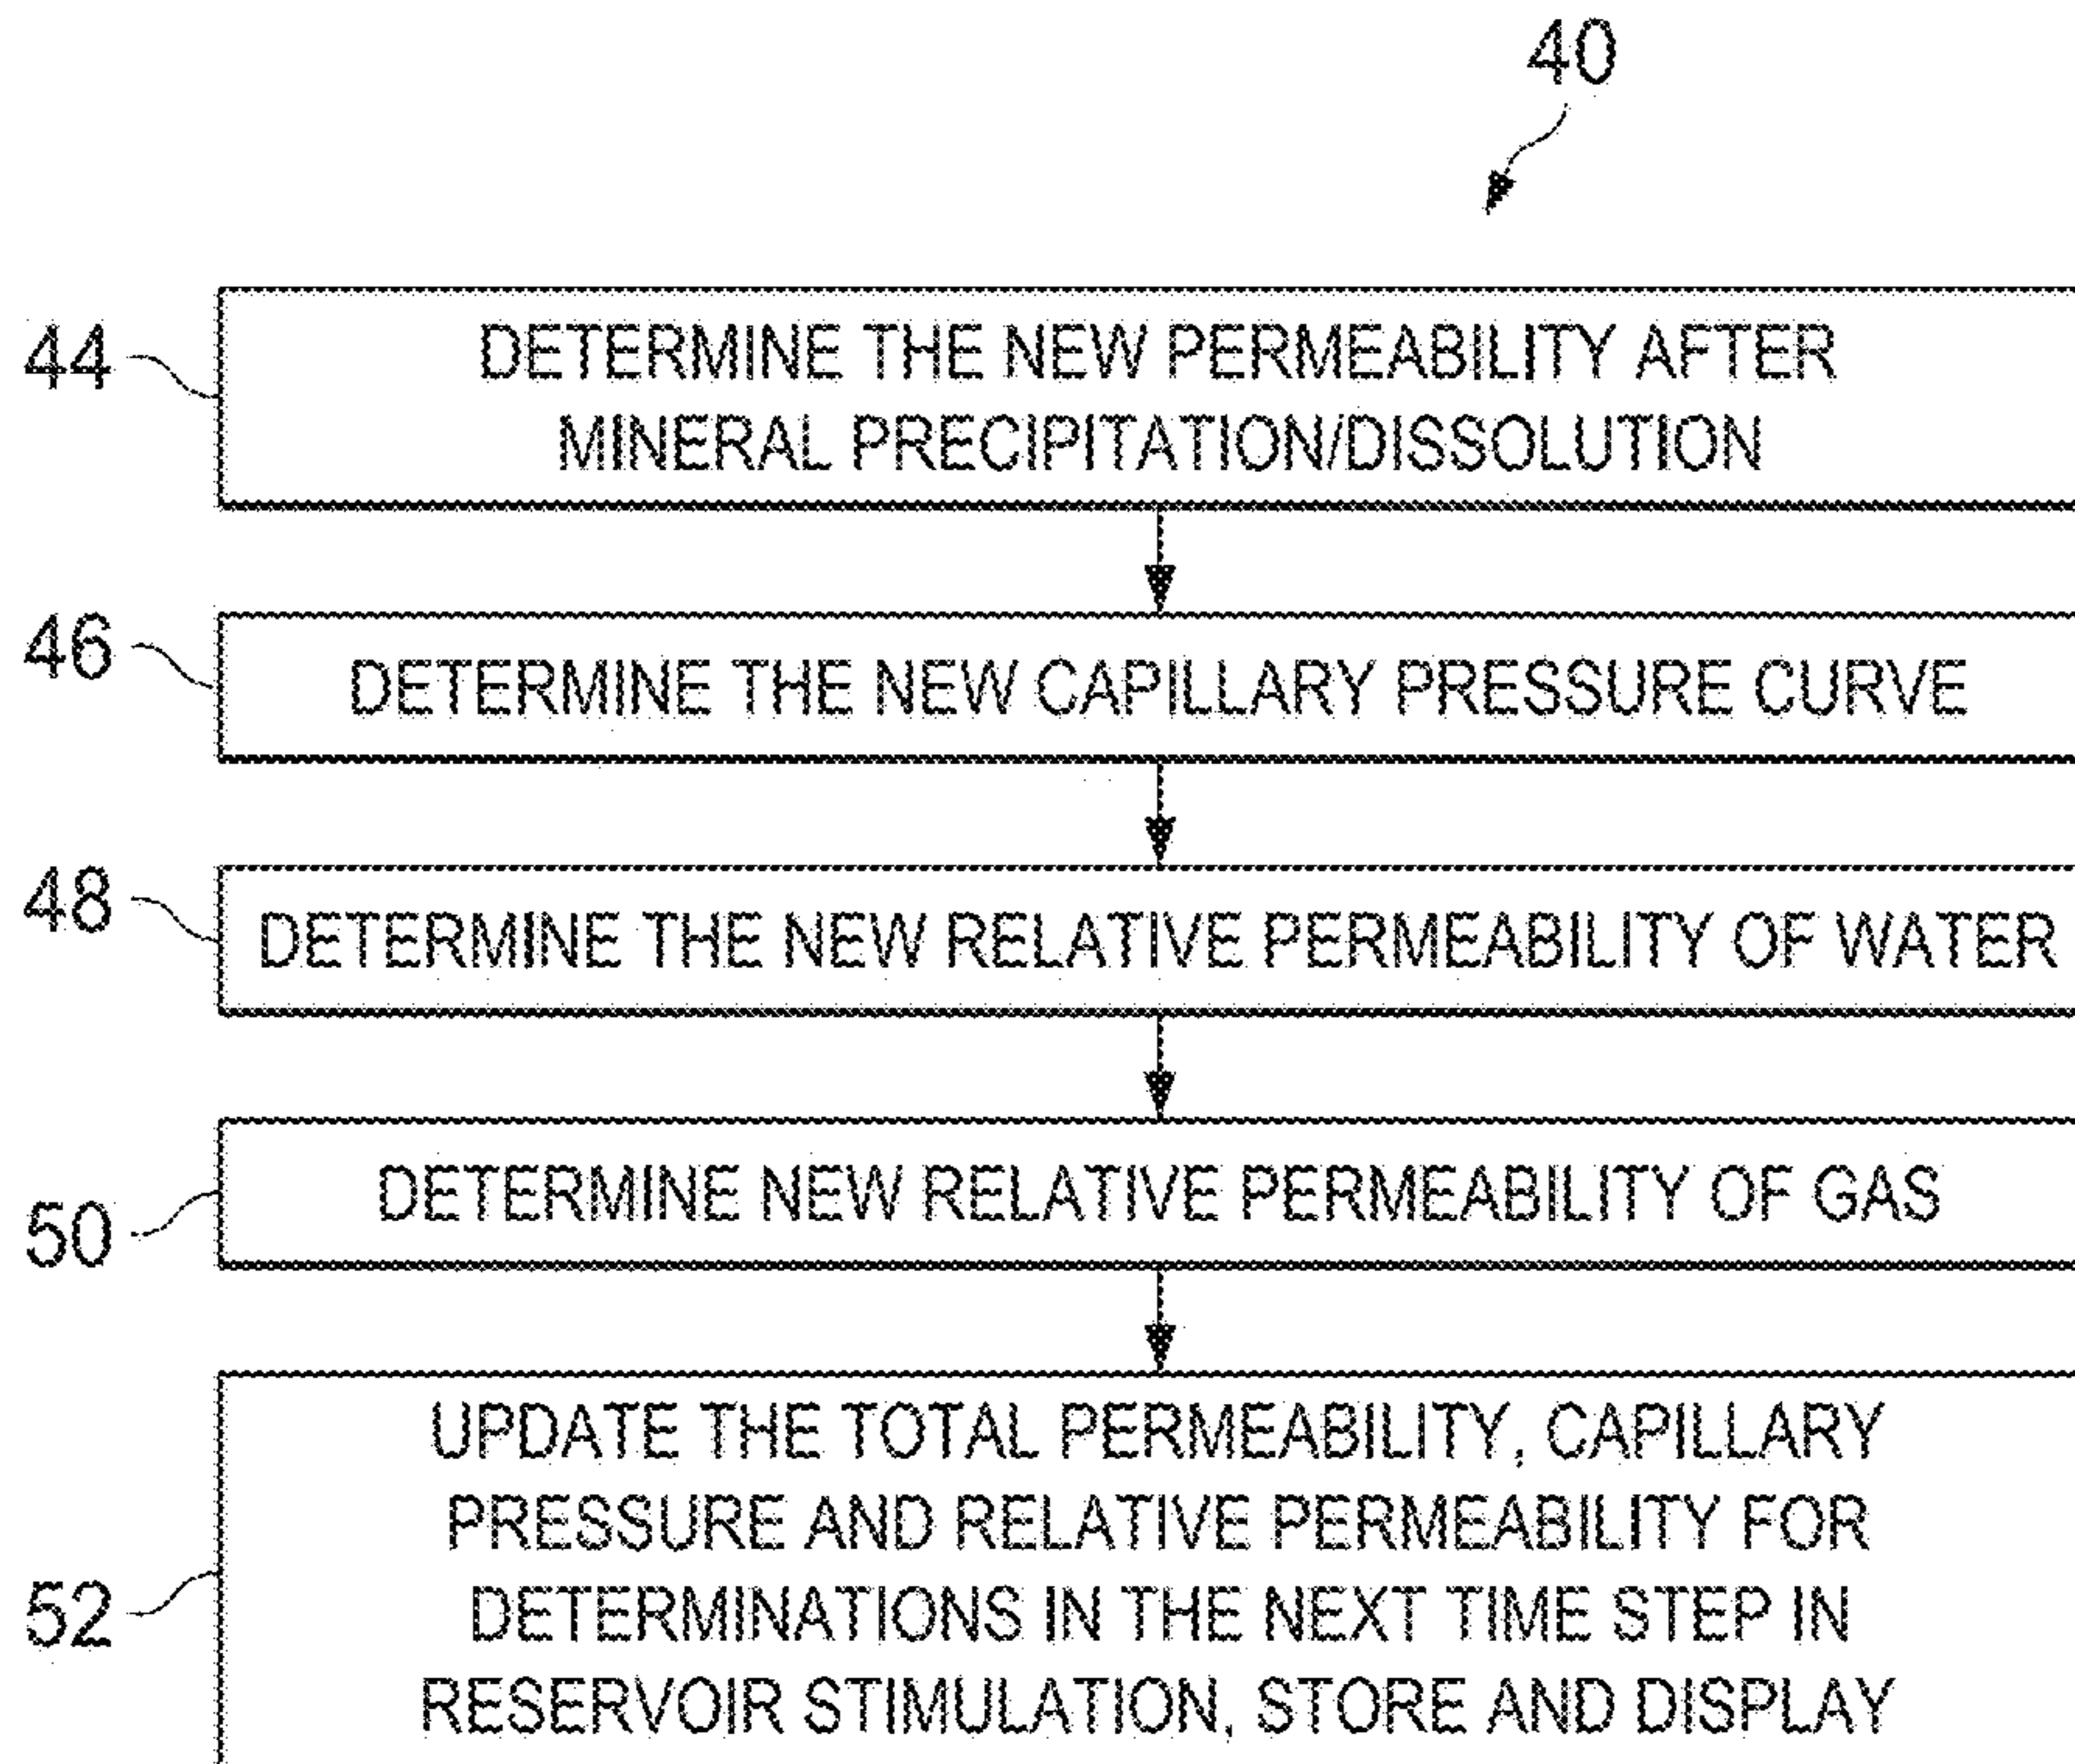 40
44
DETERMINE THE NEW PERMEABILITY AFTER
MINERAL PRECIPITATION/DISSOLUTION
46
DETERMINE THE NEW CAPILLARY PRESSURE CURVE
48
DETERMINE THE NEW RELATIVE PERMEABILITY OF WATER
50
DETERMINE NEW RELATIVE PERMEABILITY OF GAS
52
UPDATE THE TOTAL PERMEABILITY, CAPILLARY
PRESSURE AND RELATIVE PERMEABILITY FOR
DETERMINATIONS IN THE NEXT TIME STEP IN
RESERVOIR STIMULATION, STORE AND DISPLAY